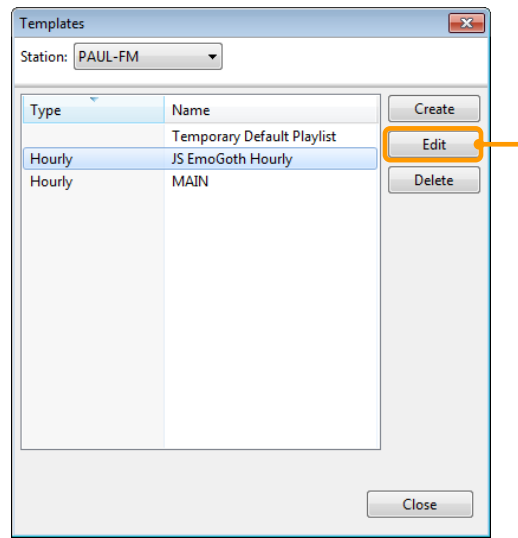 Templates
Station: PAUL-FM
Type Name Create
Temporary Default Playlist Edit
Hourly JS EmoGoth Hourly
Hourly MAIN Delete
Close